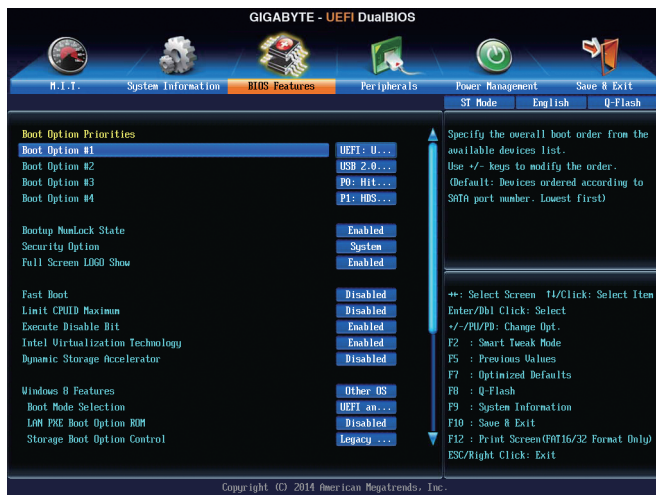 GIGABYTE - UEFI DualBIOS
M.I.T. System Information BIOS Features Peripherals Power Management Save & Exit
ST Mode English Q-Flash
Boot Option Priorities
Boot Option #1 UEFI: U...
Boot Option #2 USB 2.0...
Boot Option #3 P0: Hit...
Boot Option #4 P1: HDS...
Bootup NumLock State Enabled
Security Option System
Full Screen LOGO Show Enabled
Fast Boot Disabled
Limit CPUID Maximum Disabled
Execute Disable Bit Enabled
Intel Virtualization Technology Enabled
Dynamic Storage Accelerator Disabled
Windows 8 Features Other OS
Boot Mode Selection UEFI an...
LAN PXE Boot Option ROM Disabled
Storage Boot Option Control Legacy ...
Specify the overall boot order from the
available devices list.
Use +/- keys to modify the order.
(Default: Devices ordered according to
SATA port number. Lowest first)
→←: Select Screen ↑↓/Click: Select Item
Enter/Dbl Click: Select
+/-/PU/PD: Change Opt.
F2 : Smart Tweak Mode
F5 : Previous Values
F7 : Optimized Defaults
F8 : Q-Flash
F9 : System Information
F10 : Save & Exit
F12 : Print Screen(FAT16/32 Format Only)
ESC/Right Click: Exit
Copyright (C) 2014 American Megatrends, Inc.